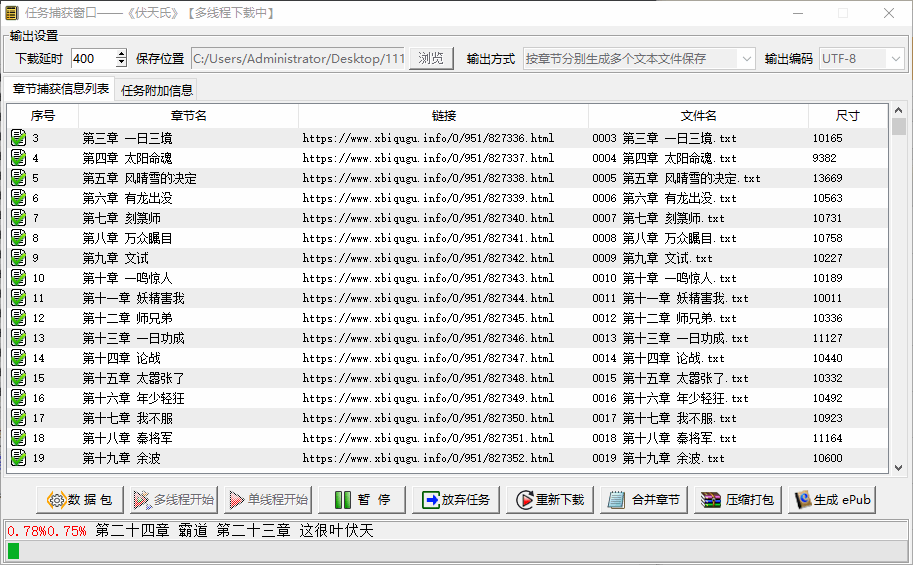 任务捕获窗口——《伏天氏》【多线程下载中】
输出设置
下载延时 400 保存位置 C:/Users/Administrator/Desktop/111 浏览 输出方式 按章节分别生成多个文本文件保存 输出编码 UTF-8
章节捕获信息列表 任务附加信息
序号 章节名 链接 文件名 尺寸
3 第三章 一日三境 https://www.xbiqugu.info/0/951/827336.html 0003 第三章 一日三境.txt 10165
4 第四章 太阳命魂 https://www.xbiqugu.info/0/951/827337.html 0004 第四章 太阳命魂.txt 9382
5 第五章 风晴雪的决定 https://www.xbiqugu.info/0/951/827338.html 0005 第五章 风晴雪的决定.txt 13669
6 第六章 有龙出没 https://www.xbiqugu.info/0/951/827339.html 0006 第六章 有龙出没.txt 10563
7 第七章 刻箓师 https://www.xbiqugu.info/0/951/827340.html 0007 第七章 刻箓师.txt 10731
8 第八章 万众瞩目 https://www.xbiqugu.info/0/951/827341.html 0008 第八章 万众瞩目.txt 10758
9 第九章 文试 https://www.xbiqugu.info/0/951/827342.html 0009 第九章 文试.txt 10227
10 第十章 一鸣惊人 https://www.xbiqugu.info/0/951/827343.html 0010 第十章 一鸣惊人.txt 10189
11 第十一章 妖精害我 https://www.xbiqugu.info/0/951/827344.html 0011 第十一章 妖精害我.txt 10011
12 第十二章 师兄弟 https://www.xbiqugu.info/0/951/827345.html 0012 第十二章 师兄弟.txt 10336
13 第十三章 一日功成 https://www.xbiqugu.info/0/951/827346.html 0013 第十三章 一日功成.txt 11127
14 第十四章 论战 https://www.xbiqugu.info/0/951/827347.html 0014 第十四章 论战.txt 10440
15 第十五章 太嚣张了 https://www.xbiqugu.info/0/951/827348.html 0015 第十五章 太嚣张了.txt 10332
16 第十六章 年少轻狂 https://www.xbiqugu.info/0/951/827349.html 0016 第十六章 年少轻狂.txt 10492
17 第十七章 我不服 https://www.xbiqugu.info/0/951/827350.html 0017 第十七章 我不服.txt 10923
18 第十八章 秦将军 https://www.xbiqugu.info/0/951/827351.html 0018 第十八章 秦将军.txt 11164
19 第十九章 余波 https://www.xbiqugu.info/0/951/827352.html 0019 第十九章 余波.txt 10600
数据包 多线程开始 单线程开始 暂 停 放弃任务 重新下载 合并章节 压缩打包 生成 ePub
0.78%0.75% 第二十四章 霸道 第二十三章 这很叶伏天